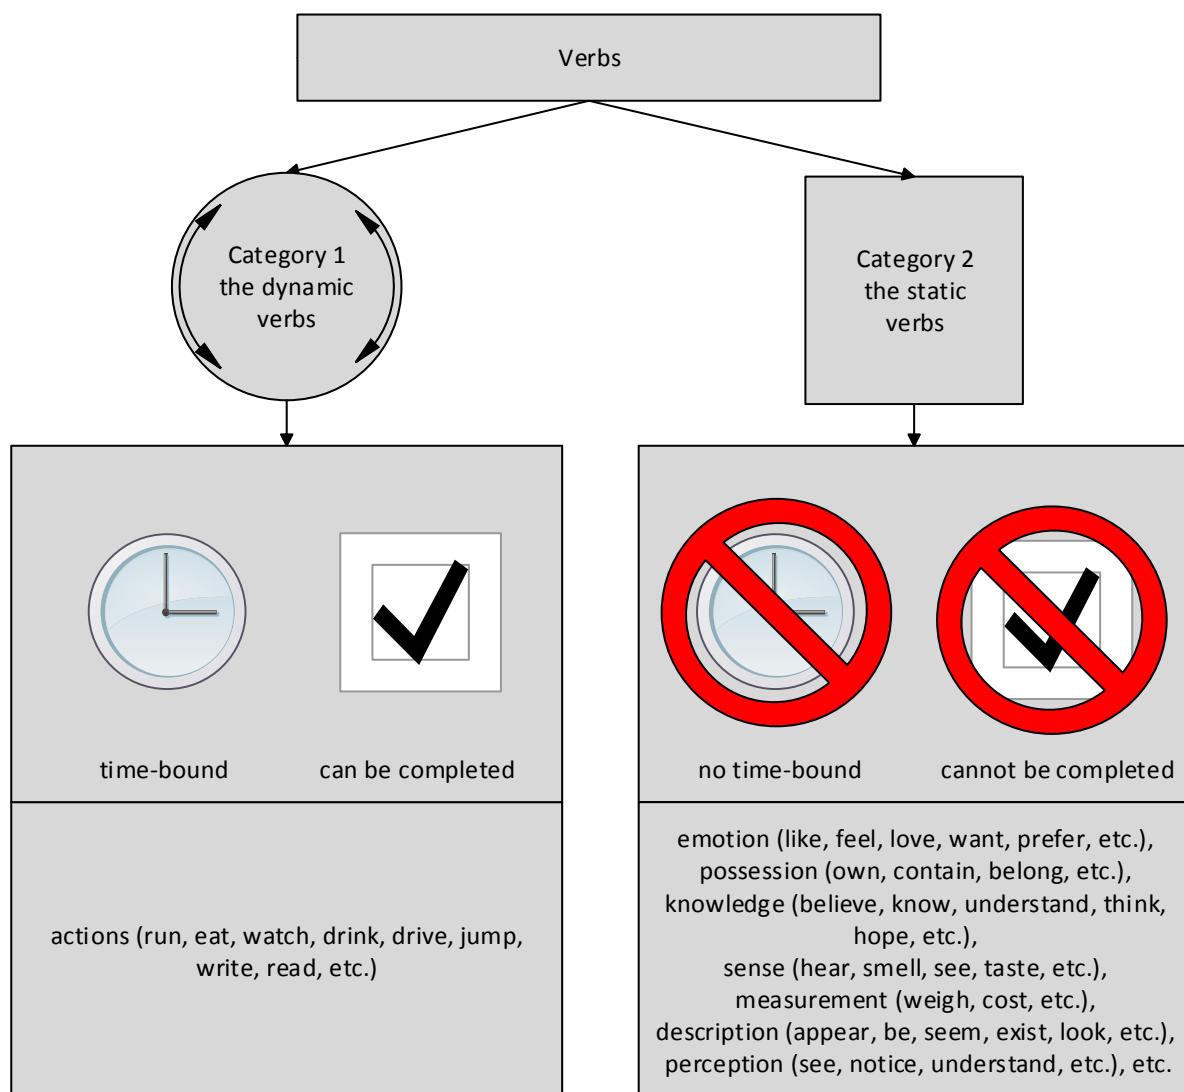 Verbs
Category 1
the dynamic
verbs
Category 2
the static
verbs
time-bound
can be completed
no time-bound
cannot be completed
actions (run, eat, watch, drink, drive, jump,
write, read, etc.)
emotion (like, feel, love, want, prefer, etc.),
possession (own, contain, belong, etc.),
knowledge (believe, know, understand, think,
hope, etc.),
sense (hear, smell, see, taste, etc.),
measurement (weigh, cost, etc.),
description (appear, be, seem, exist, look, etc.),
perception (see, notice, understand, etc.), etc.